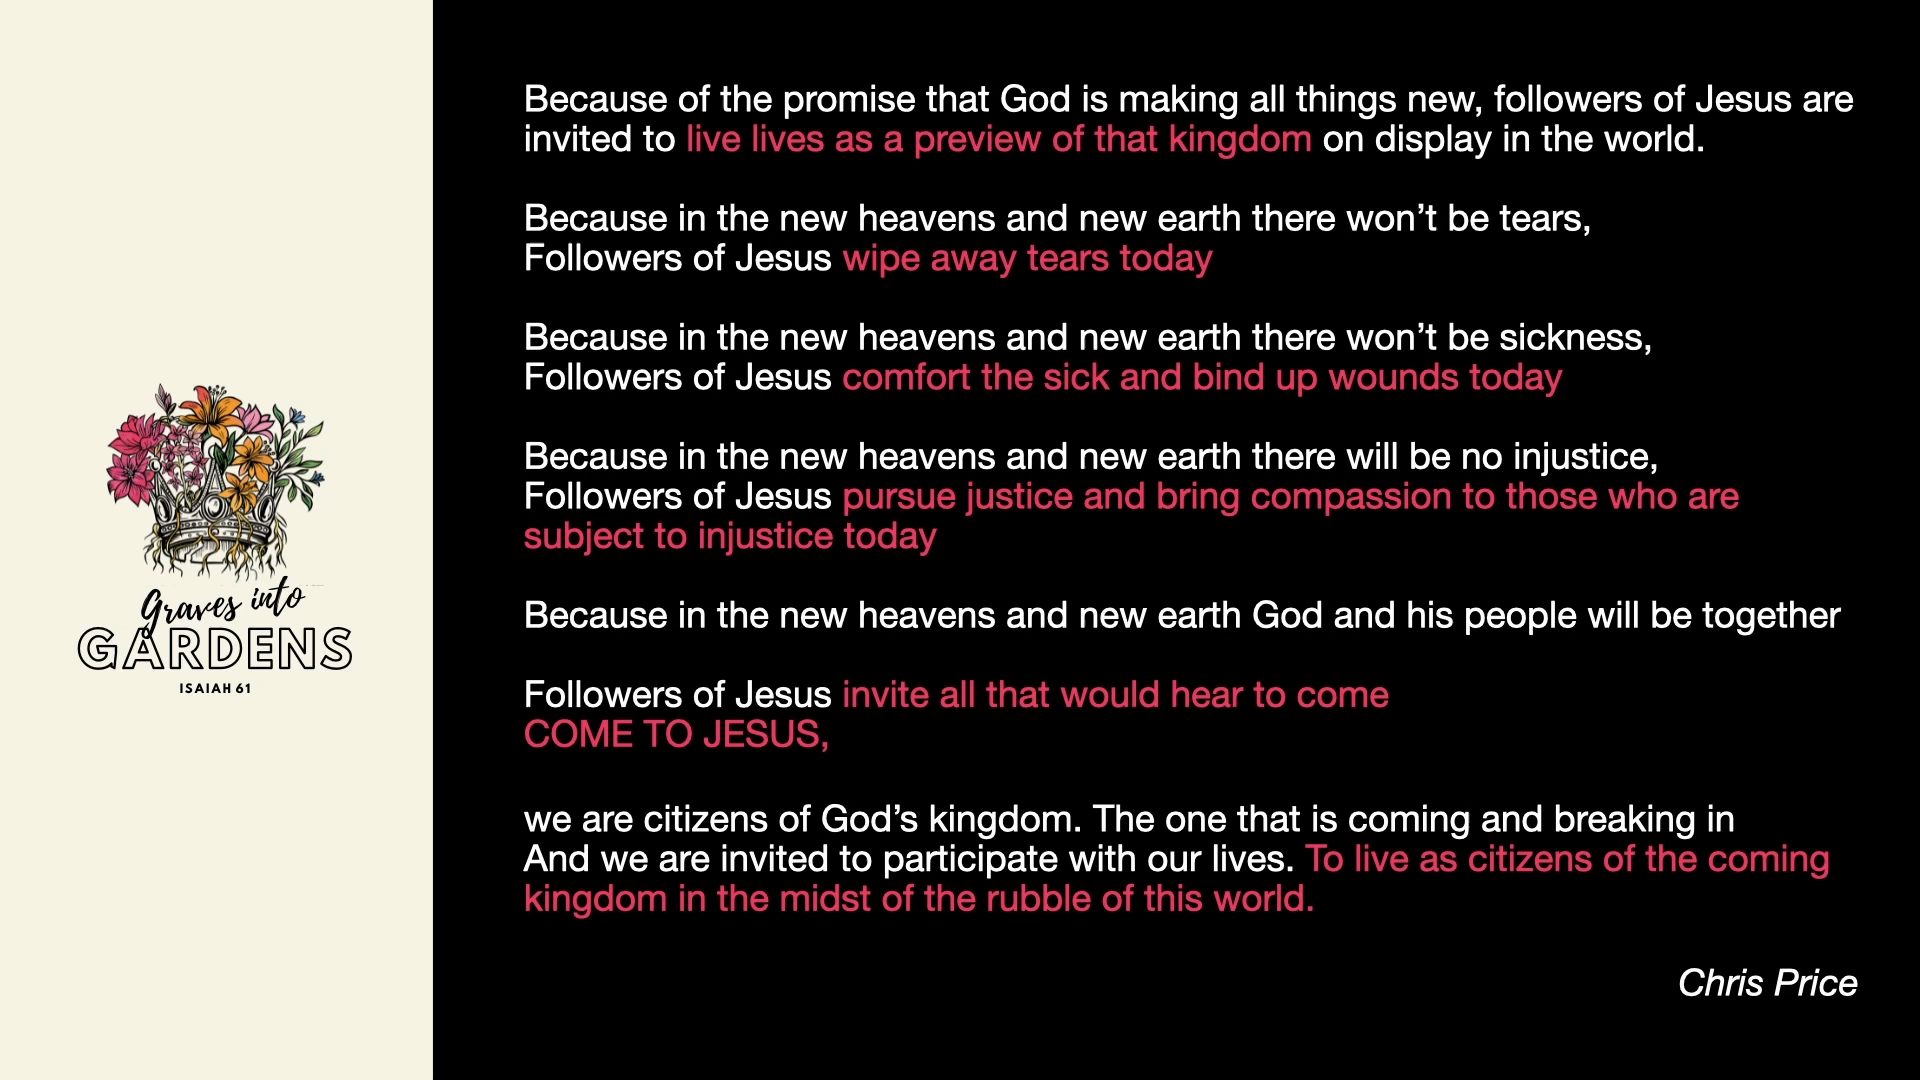 Because of the promise that God is making all things new, followers of Jesus are
invited to live lives as a preview of that kingdom on display in the world.
Because in the new heavens and new earth there won’t be tears,
Followers of Jesus wipe away tears today
Because in the new heavens and new earth there won’t be sickness,
Followers of Jesus comfort the sick and bind up wounds today
Because in the new heavens and new earth there will be no injustice,
Followers of Jesus pursue justice and bring compassion to those who are
subject to injustice today
Because in the new heavens and new earth God and his people will be together
Followers of Jesus invite all that would hear to come
COME TO JESUS,
we are citizens of God’s kingdom. The one that is coming and breaking in
And we are invited to participate with our lives. To live as citizens of the coming
kingdom in the midst of the rubble of this world.
Chris Price
Graves into
GARDENS
ISAIAH 61